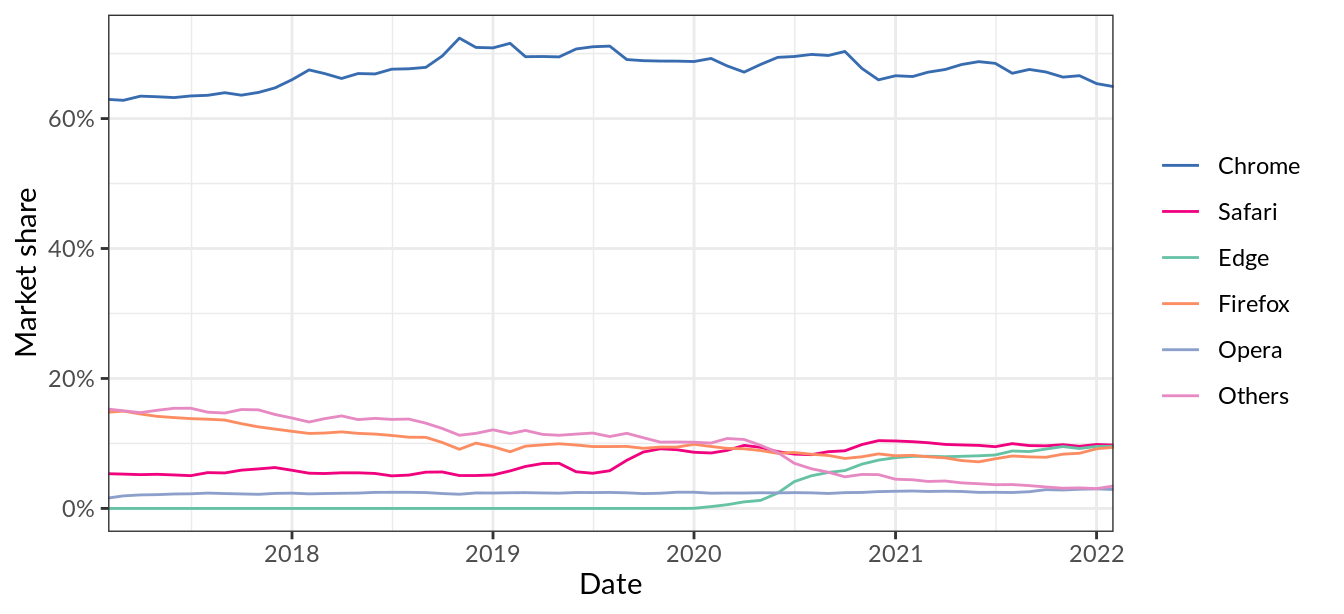 60%
40%
20%
0%
Market share
2018 2019 2020 2021 2022
Date
Chrome
Safari
Edge
Firefox
Opera
Others